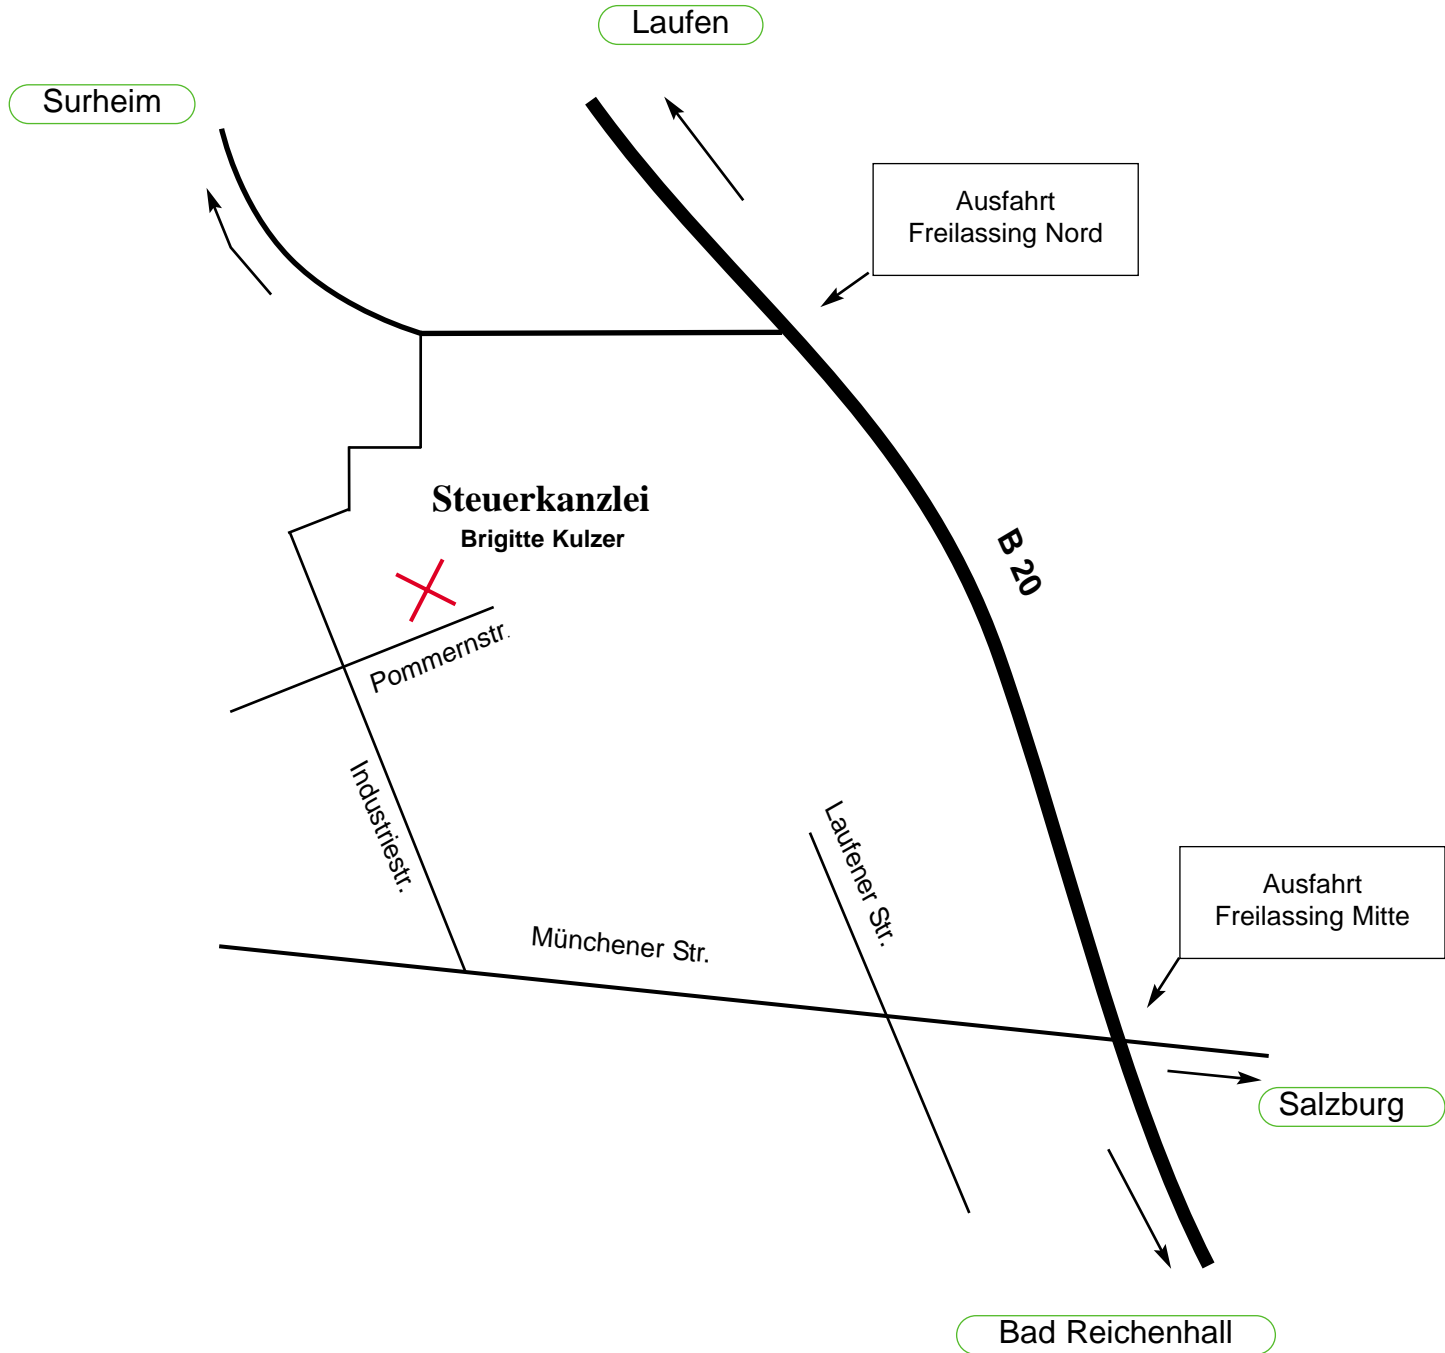 Laufen
Surheim
Ausfahrt
Freilassing Nord
Steuerkanzlei
Brigitte Kulzer
B 20
Pommernstr.
Industriestr.
Laufener Str.
Ausfahrt
Freilassing Mitte
Münchener Str.
Salzburg
Bad Reichenhall